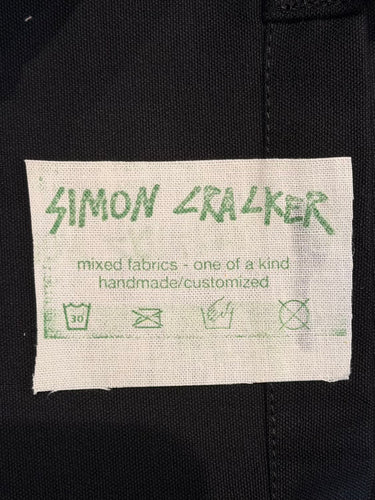 SIMON CRACKER
mixed fabrics - one of a kind
handmade/customized
30